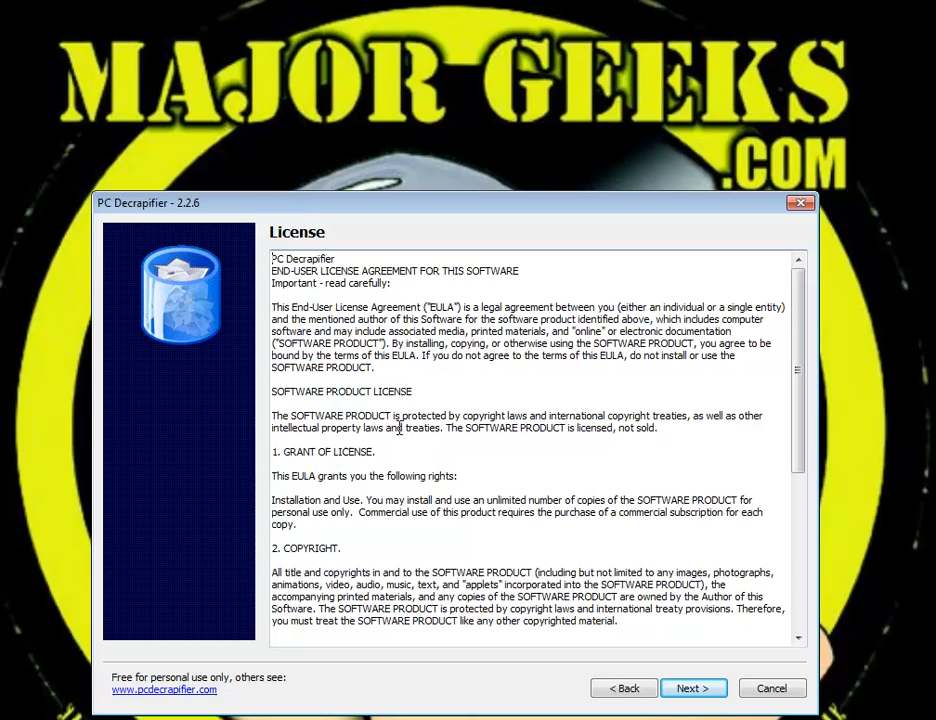 MAJOR GEEKS
.COM
PC Decrapifier - 2.2.6
License
PC Decrapifier
END-USER LICENSE AGREEMENT FOR THIS SOFTWARE
Important - read carefully:
This End-User License Agreement ("EULA") is a legal agreement between you (either an individual or a single entity)
and the mentioned author of this Software for the software product identified above, which includes computer
software and may include associated media, printed materials, and "online" or electronic documentation
("SOFTWARE PRODUCT"). By installing, copying, or otherwise using the SOFTWARE PRODUCT, you agree to be
bound by the terms of this EULA. If you do not agree to the terms of this EULA, do not install or use the
SOFTWARE PRODUCT.
SOFTWARE PRODUCT LICENSE
The SOFTWARE PRODUCT is protected by copyright laws and international copyright treaties, as well as other
intellectual property laws and treaties. The SOFTWARE PRODUCT is licensed, not sold.
1. GRANT OF LICENSE.
This EULA grants you the following rights:
Installation and Use. You may install and use an unlimited number of copies of the SOFTWARE PRODUCT for
personal use only. Commercial use of this product requires the purchase of a commercial subscription for each
copy.
2. COPYRIGHT.
All title and copyrights in and to the SOFTWARE PRODUCT (including but not limited to any images, photographs,
animations, video, audio, music, text, and "applets" incorporated into the SOFTWARE PRODUCT), the
accompanying printed materials, and any copies of the SOFTWARE PRODUCT are owned by the Author of this
Software. The SOFTWARE PRODUCT is protected by copyright laws and international treaty provisions. Therefore,
you must treat the SOFTWARE PRODUCT like any other copyrighted material.
Free for personal use only, others see:
www.pcdecrapifier.com
< Back
Next >
Cancel